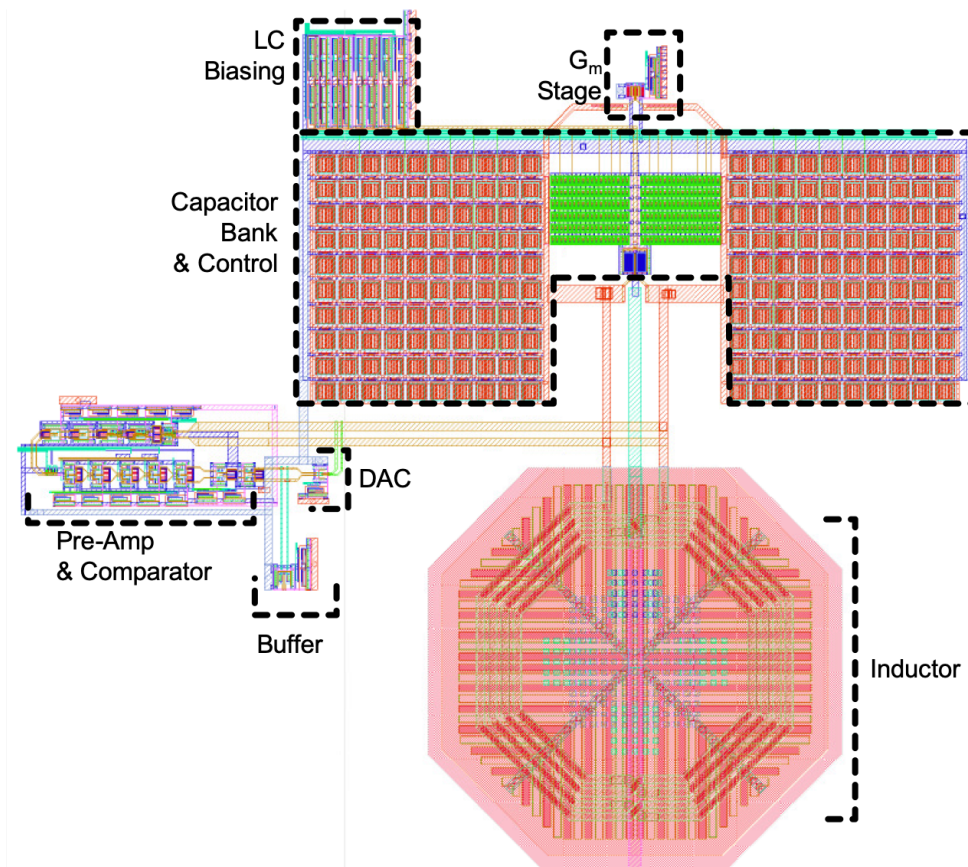 LC
Biasing
Gm
Stage
Capacitor
Bank
& Control
DAC
Pre-Amp
& Comparator
Buffer
Inductor